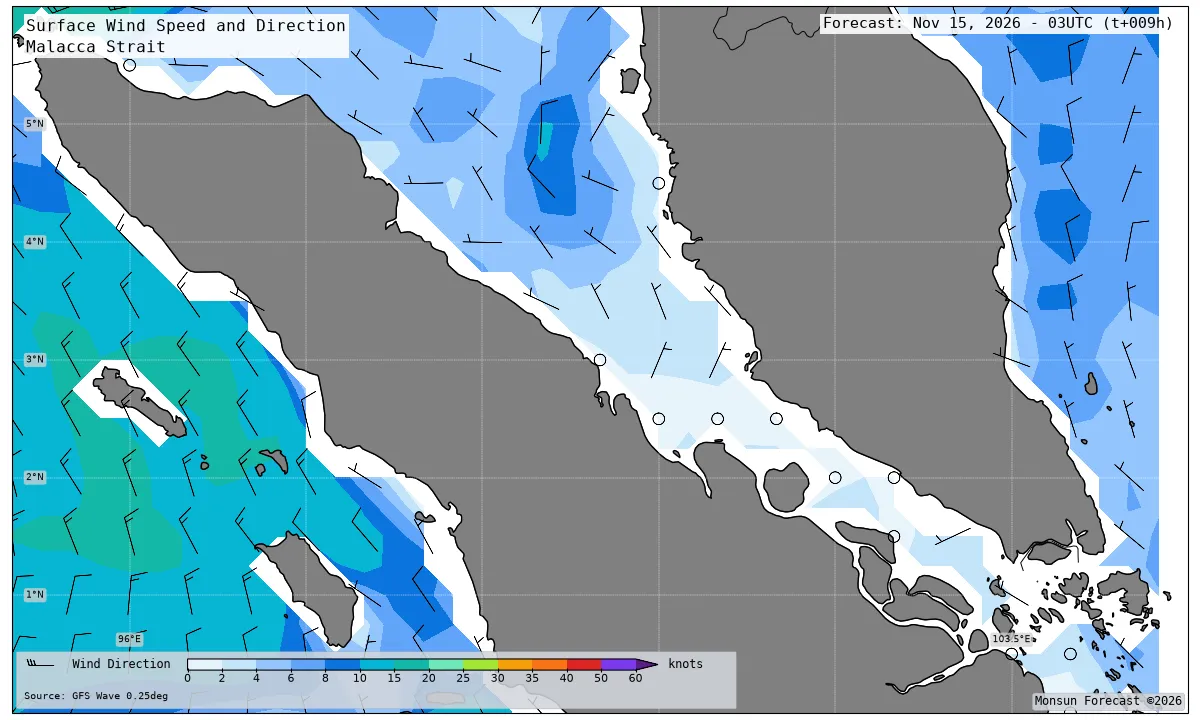 Surface Wind Speed and Direction
Malacca Strait
Forecast: Nov 15, 2026 - 03UTC (t+009h)
5°N
4°N
3°N
2°N
1°N
96°E
103.5°E
Wind Direction
knots
0 2 4 6 8 10 15 20 25 30 35 40 50 60
Source: GFS Wave 0.25deg
Monsun Forecast ©2026